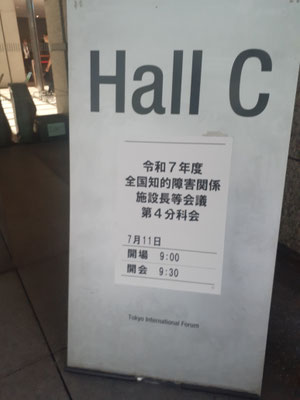 Hall C
令和7年度
全国知的障害関係
施設長等会議
第4分科会
7月11日
開場 9:00
開会 9:30
Tokyo International Forum